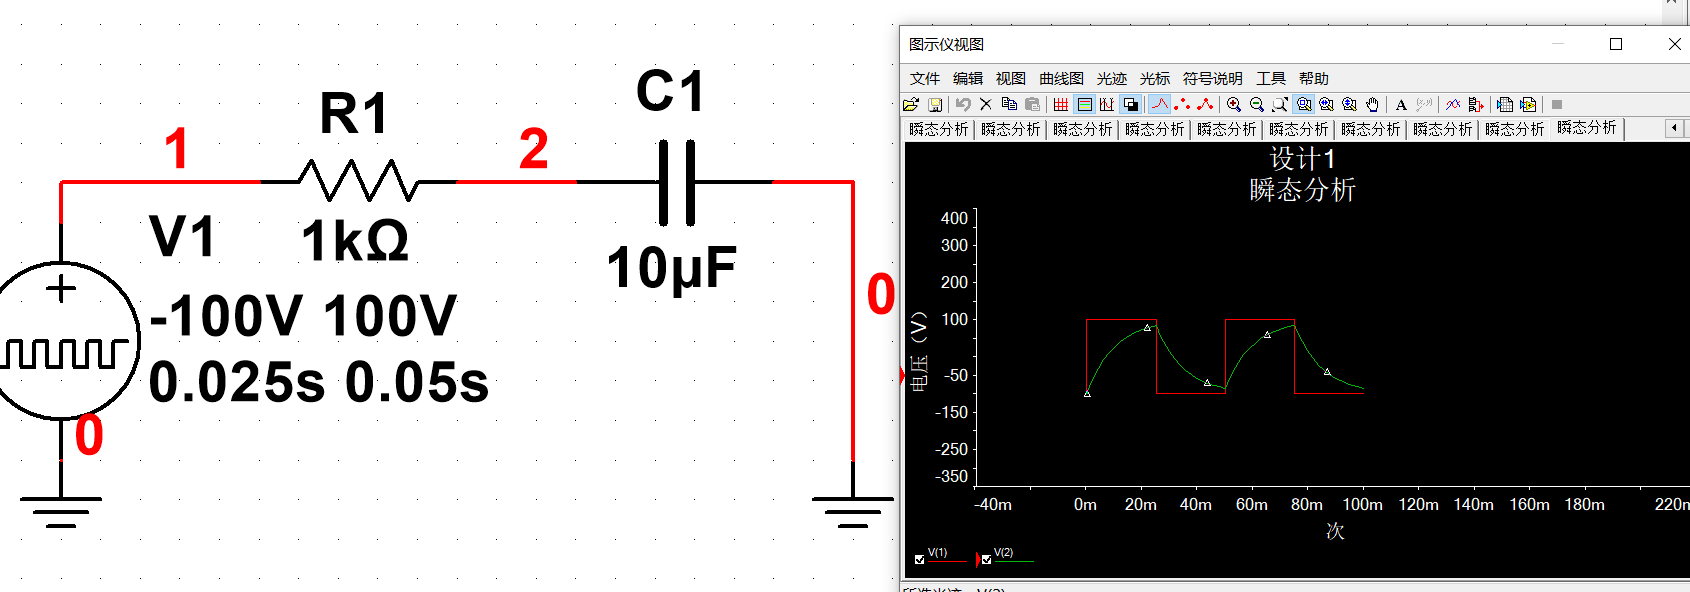 R1
C1
1
2
V1
1kΩ
10µF
0
-100V 100V
0.025s 0.05s
0
图示仪视图
文件 编辑 视图 曲线图 光迹 光标 符号说明 工具 帮助
瞬态分析 瞬态分析 瞬态分析 瞬态分析 瞬态分析 瞬态分析 瞬态分析 瞬态分析 瞬态分析 瞬态分析
设计1
瞬态分析
400
300
200
100
-50
-150
-250
-350
电压（V）
-40m 0m 20m 40m 60m 80m 100m 120m 140m 160m 180m 220m
次
V(1) V(2)